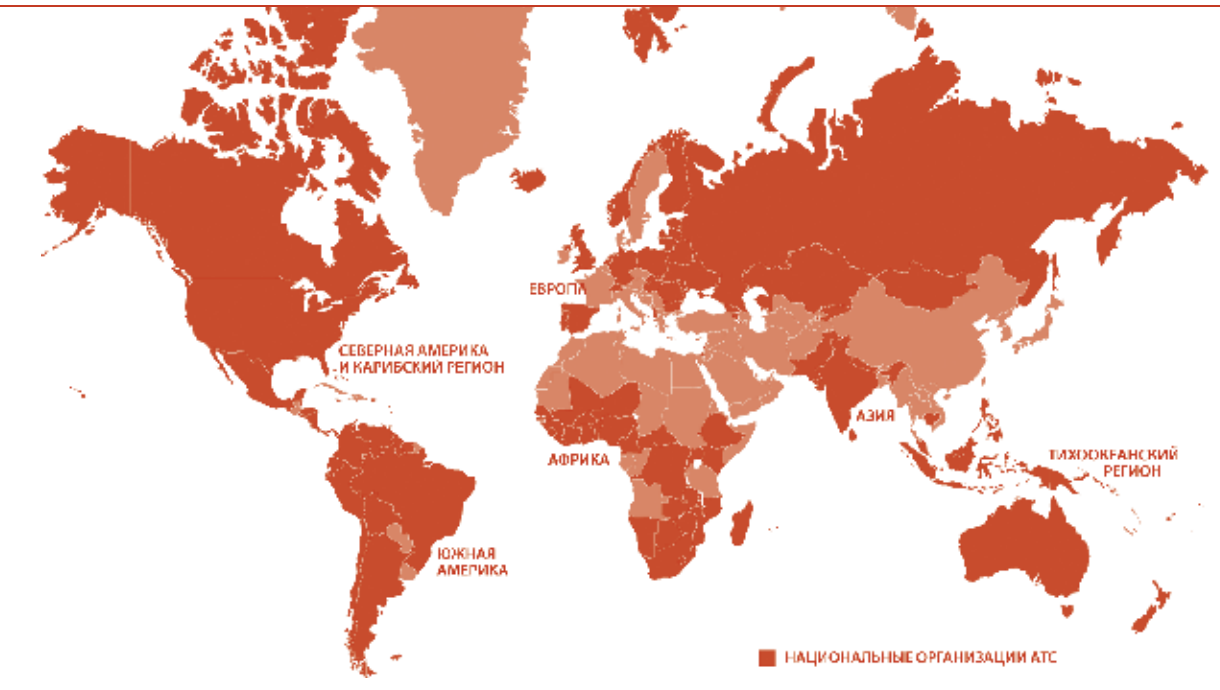 ЕВРОПА
СЕВЕРНАЯ АМЕРИКА
И КАРИБСКИЙ РЕГИОН
АЗИЯ
АФРИКА
ТИХООКЕАНСКИЙ
РЕГИОН
ЮЖНАЯ
АМЕРИКА
НАЦИОНАЛЬНЫЕ ОРГАНИЗАЦИИ АТС